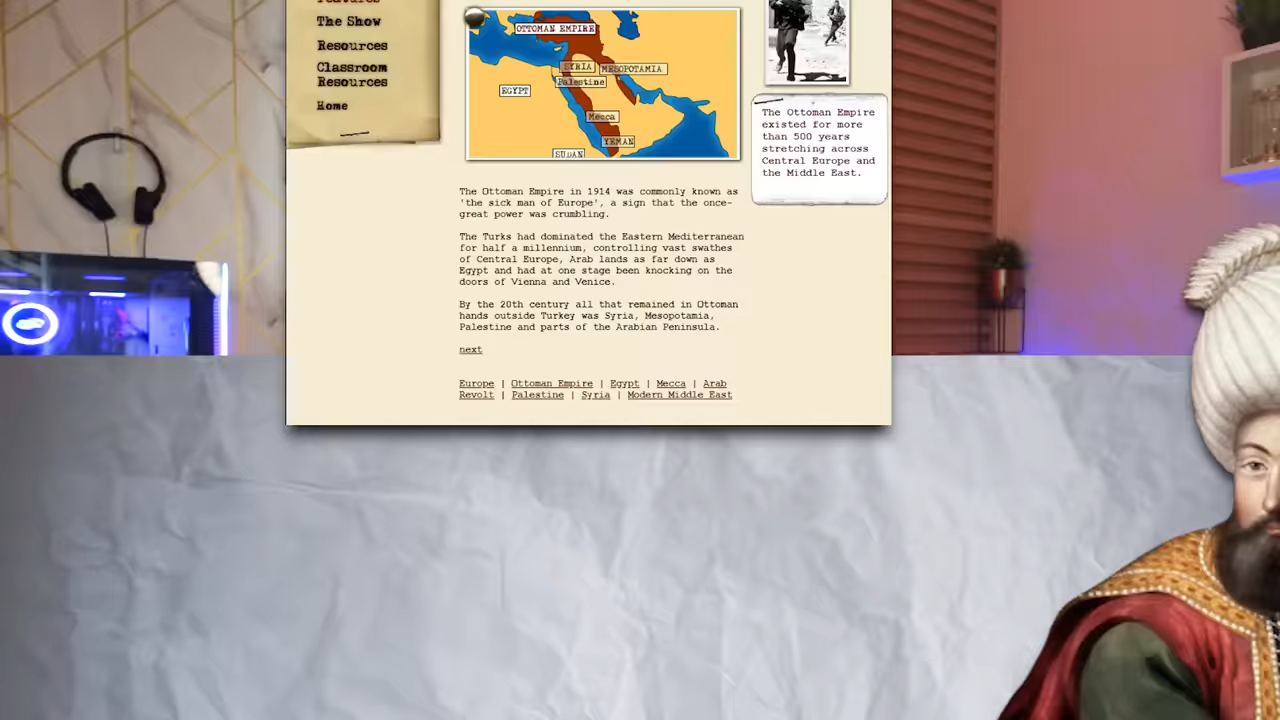 The Show
Resources
Classroom
Resources
Home
OTTOMAN EMPIRE
SYRIA
MESOPOTAMIA
Palestine
EGYPT
Mecca
YEMAN
SUDAN
The Ottoman Empire
existed for more
than 500 years
stretching across
Central Europe and
the Middle East.
The Ottoman Empire in 1914 was commonly known as
'the sick man of Europe', a sign that the once-
great power was crumbling.
The Turks had dominated the Eastern Mediterranean
for half a millennium, controlling vast swathes
of Central Europe, Arab lands as far down as
Egypt and had at one stage been knocking on the
doors of Vienna and Venice.
By the 20th century all that remained in Ottoman
hands outside Turkey was Syria, Mesopotamia,
Palestine and parts of the Arabian Peninsula.
next
Europe | Ottoman Empire | Egypt | Mecca | Arab
Revolt | Palestine | Syria | Modern Middle East